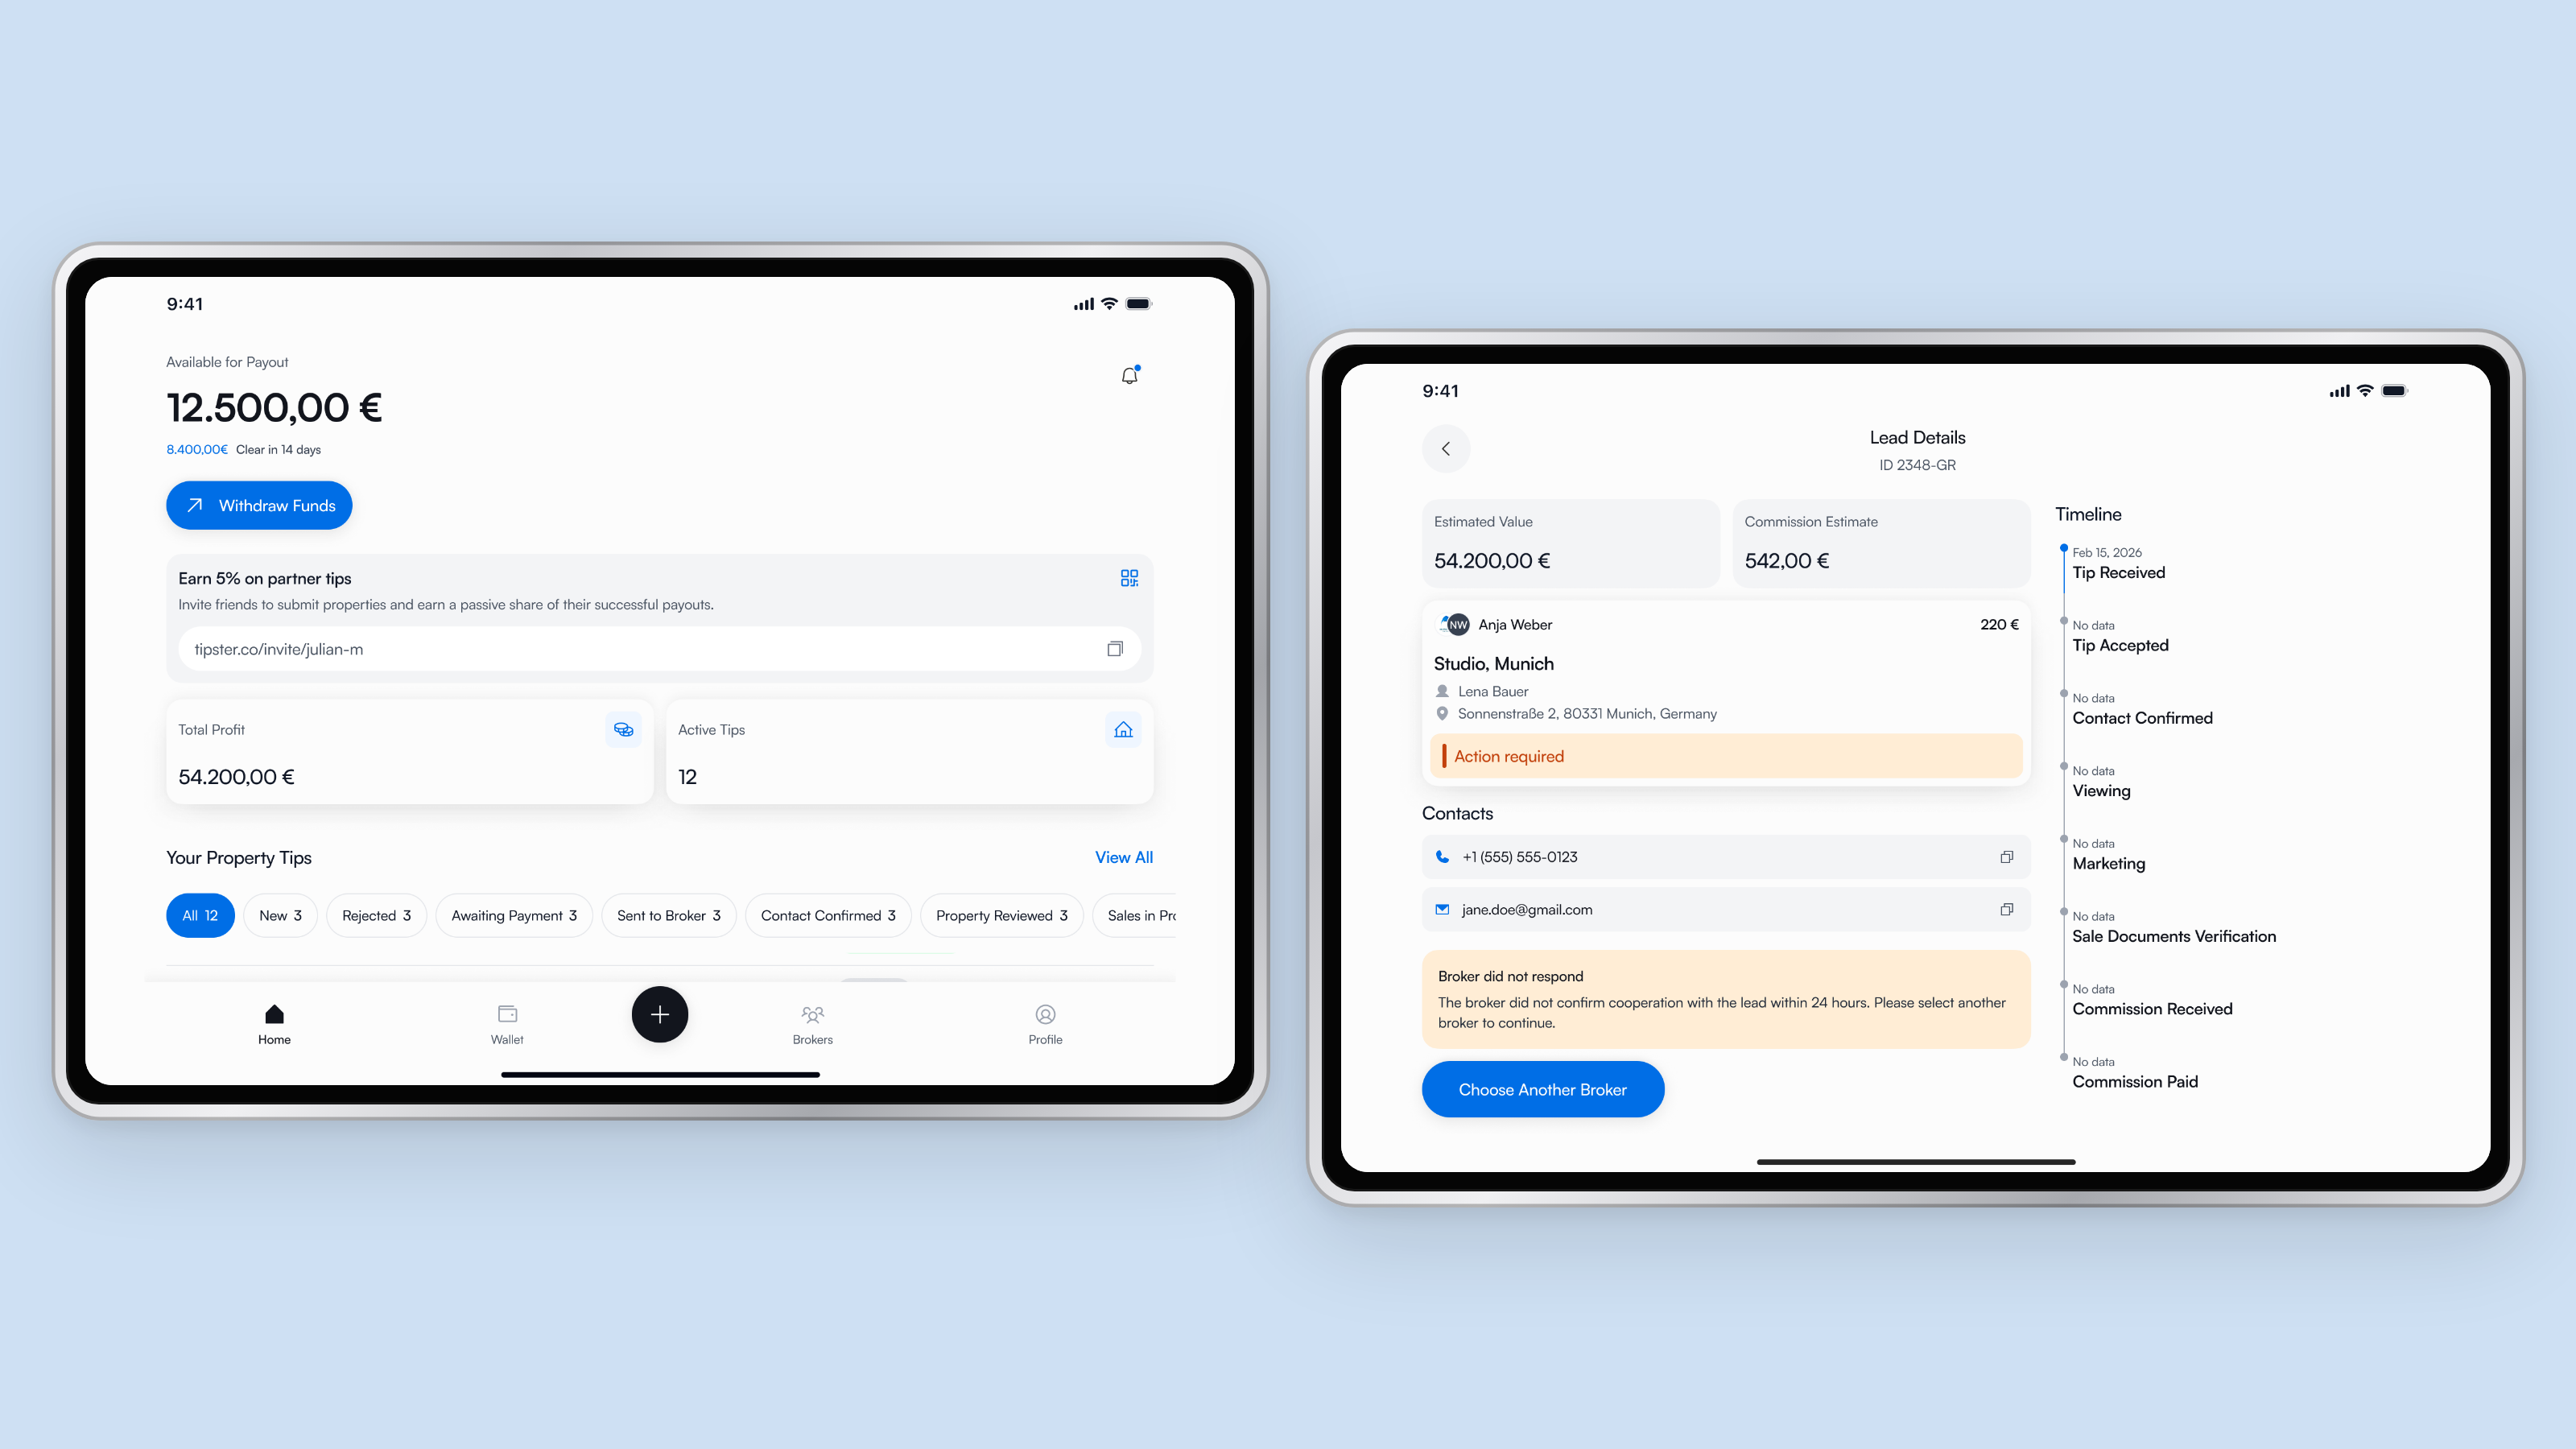 9:41
Available for Payout
12.500,00 €
8.400,00€ Clear in 14 days
Withdraw Funds
Earn 5% on partner tips
Invite friends to submit properties and earn a passive share of their successful payouts.
tipster.co/invite/julian-m
Total Profit
54.200,00 €
Active Tips
12
Your Property Tips
View All
All 12
New 3
Rejected 3
Awaiting Payment 3
Sent to Broker 3
Contact Confirmed 3
Property Reviewed 3
Sales in Pro
Home
Wallet
Brokers
Profile
9:41
Lead Details
ID 2348-GR
Estimated Value
54.200,00 €
Commission Estimate
542,00 €
NW Anja Weber
220 €
Studio, Munich
Lena Bauer
Sonnenstraße 2, 80331 Munich, Germany
Action required
Contacts
+1 (555) 555-0123
jane.doe@gmail.com
Broker did not respond
The broker did not confirm cooperation with the lead within 24 hours. Please select another
broker to continue.
Choose Another Broker
Timeline
Feb 15, 2026
Tip Received
No data
Tip Accepted
No data
Contact Confirmed
No data
Viewing
No data
Marketing
No data
Sale Documents Verification
No data
Commission Received
No data
Commission Paid